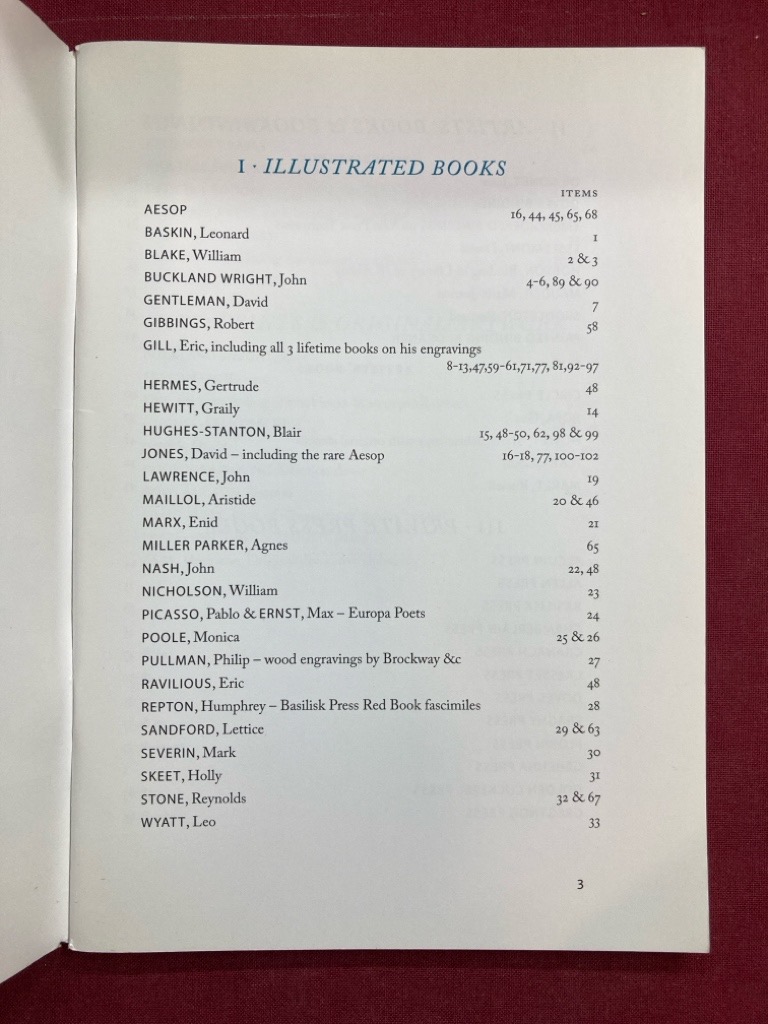 I · ILLUSTRATED BOOKS
ITEMS
AESOP 16, 44, 45, 65, 68
BASKIN, Leonard 1
BLAKE, William 2 & 3
BUCKLAND WRIGHT, John 4-6, 89 & 90
GENTLEMAN, David 7
GIBBINGS, Robert 58
GILL, Eric, including all 3 lifetime books on his engravings
8-13,47,59-61,71,77, 81,92-97
HERMES, Gertrude 48
HEWITT, Graily 14
HUGHES-STANTON, Blair 15, 48-50, 62, 98 & 99
JONES, David – including the rare Aesop 16-18, 77, 100-102
LAWRENCE, John 19
MAILLOL, Aristide 20 & 46
MARX, Enid 21
MILLER PARKER, Agnes 65
NASH, John 22, 48
NICHOLSON, William 23
PICASSO, Pablo & ERNST, Max – Europa Poets 24
POOLE, Monica 25 & 26
PULLMAN, Philip – wood engravings by Brockway &c 27
RAVILIOUS, Eric 48
REPTON, Humphrey – Basilisk Press Red Book fascimiles 28
SANDFORD, Lettice 29 & 63
SEVERIN, Mark 30
SKEET, Holly 31
STONE, Reynolds 32 & 67
WYATT, Leo 33
3